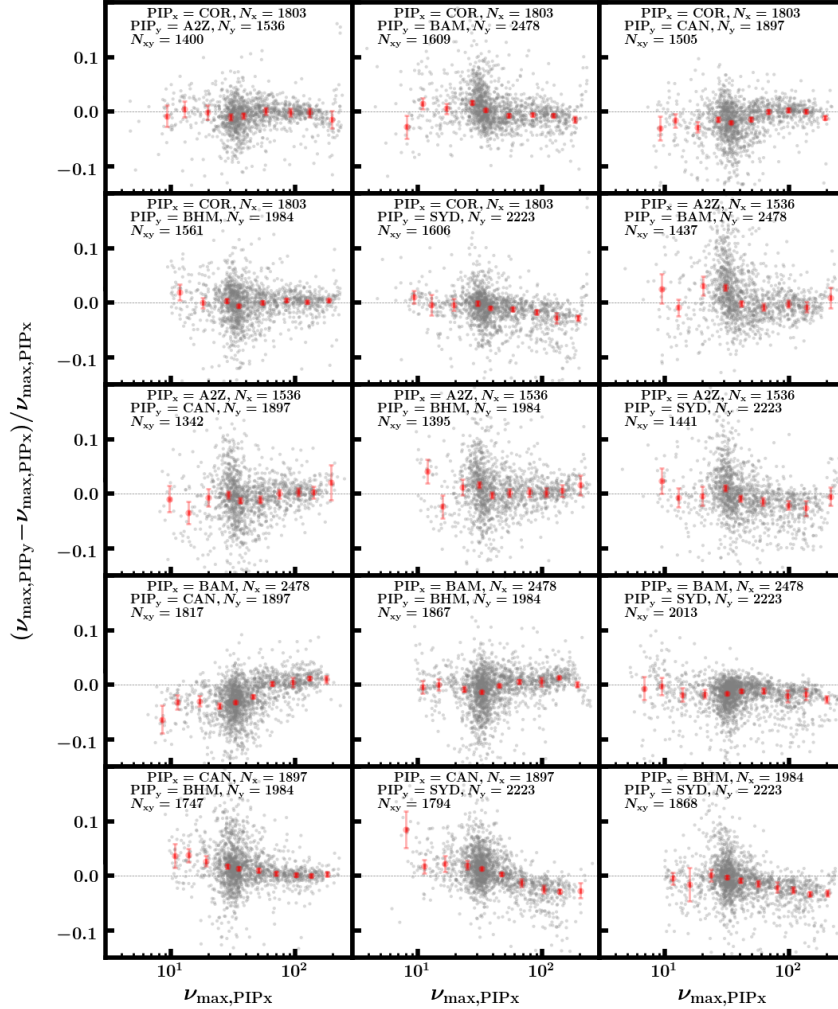 PIPx = COR, Nx = 1803
PIPy = A2Z, Ny = 1536
Nxy = 1400
PIPx = COR, Nx = 1803
PIPy = BAM, Ny = 2478
Nxy = 1609
PIPx = COR, Nx = 1803
PIPy = CAN, Ny = 1897
Nxy = 1505
0.1
0.0
−0.1
PIPx = COR, Nx = 1803
PIPy = BHM, Ny = 1984
Nxy = 1561
PIPx = COR, Nx = 1803
PIPy = SYD, Ny = 2223
Nxy = 1606
PIPx = A2Z, Nx = 1536
PIPy = BAM, Ny = 2478
Nxy = 1437
0.1
0.0
−0.1
PIPx = A2Z, Nx = 1536
PIPy = CAN, Ny = 1897
Nxy = 1342
PIPx = A2Z, Nx = 1536
PIPy = BHM, Ny = 1984
Nxy = 1395
PIPx = A2Z, Nx = 1536
PIPy = SYD, Ny = 2223
Nxy = 1441
0.1
0.0
−0.1
(νmax,PIPy − νmax,PIPx)/νmax,PIPx
PIPx = BAM, Nx = 2478
PIPy = CAN, Ny = 1897
Nxy = 1817
PIPx = BAM, Nx = 2478
PIPy = BHM, Ny = 1984
Nxy = 1867
PIPx = BAM, Nx = 2478
PIPy = SYD, Ny = 2223
Nxy = 2013
0.1
0.0
−0.1
PIPx = CAN, Nx = 1897
PIPy = BHM, Ny = 1984
Nxy = 1747
PIPx = CAN, Nx = 1897
PIPy = SYD, Ny = 2223
Nxy = 1794
PIPx = BHM, Nx = 1984
PIPy = SYD, Ny = 2223
Nxy = 1868
0.1
0.0
−0.1
10¹ 10² 10¹ 10² 10¹ 10²
νmax,PIPx νmax,PIPx νmax,PIPx